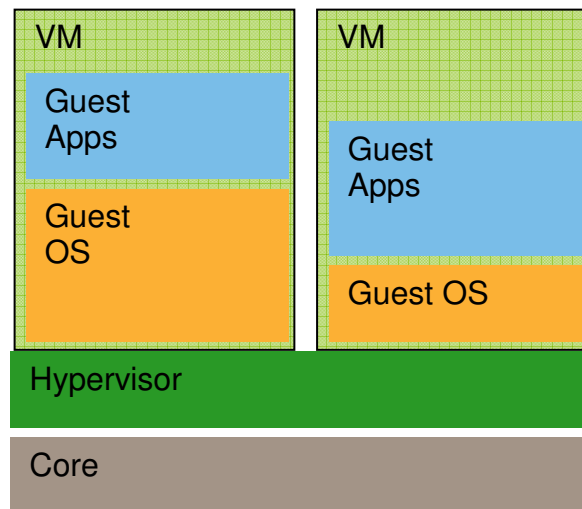 VM
Guest
Apps
Guest
OS
VM
Guest
Apps
Guest OS
Hypervisor
Core